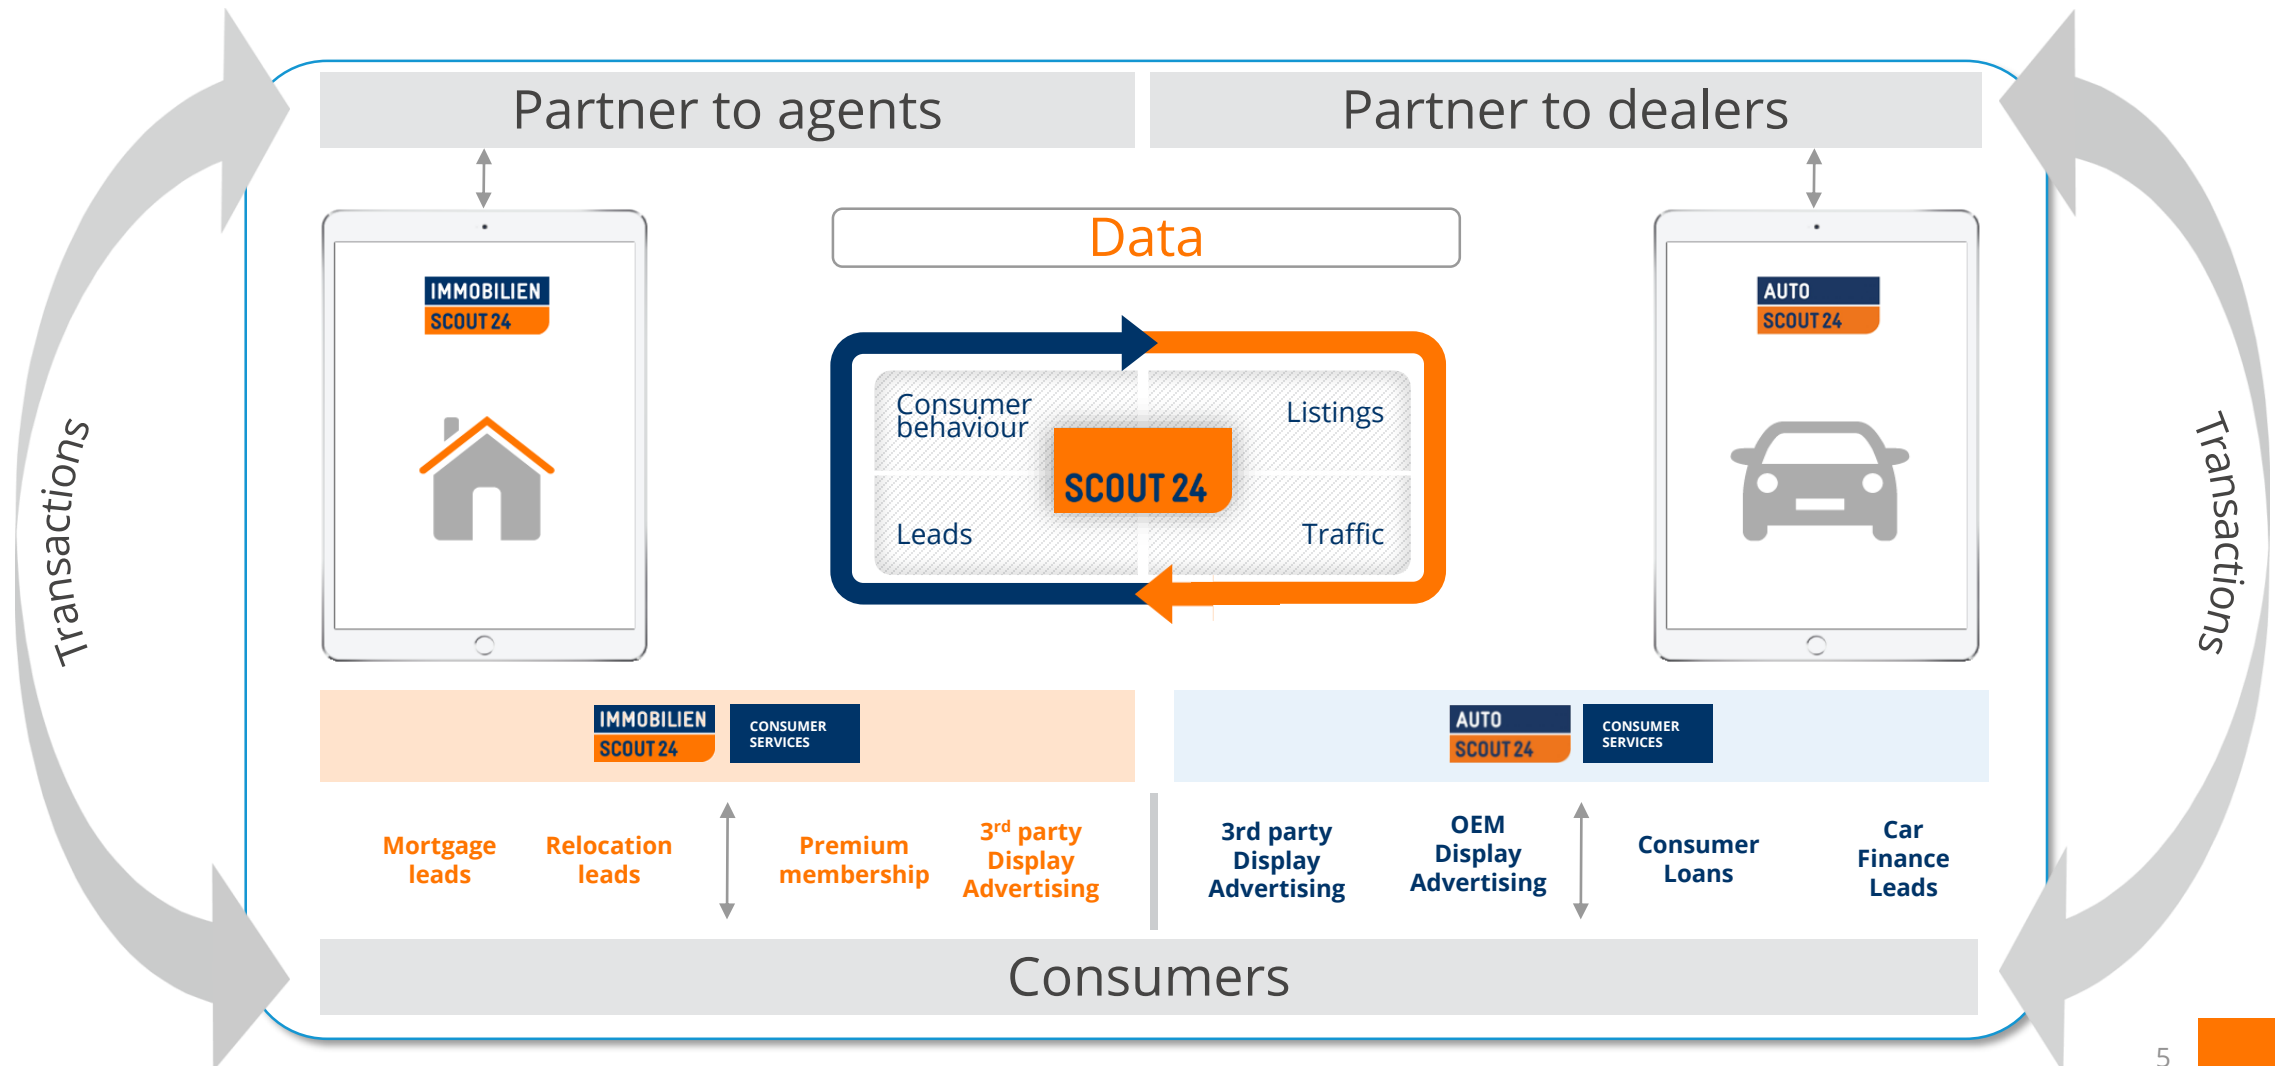 Partner to agents
Partner to dealers
Data
IMMOBILIEN
SCOUT 24
AUTO
SCOUT 24
Consumer
behaviour
Listings
SCOUT 24
Leads
Traffic
Transactions
Transactions
IMMOBILIEN
SCOUT 24
CONSUMER
SERVICES
AUTO
SCOUT 24
CONSUMER
SERVICES
Mortgage
leads
Relocation
leads
Premium
membership
3rd party
Display
Advertising
3rd party
Display
Advertising
OEM
Display
Advertising
Consumer
Loans
Car
Finance
Leads
Consumers
5